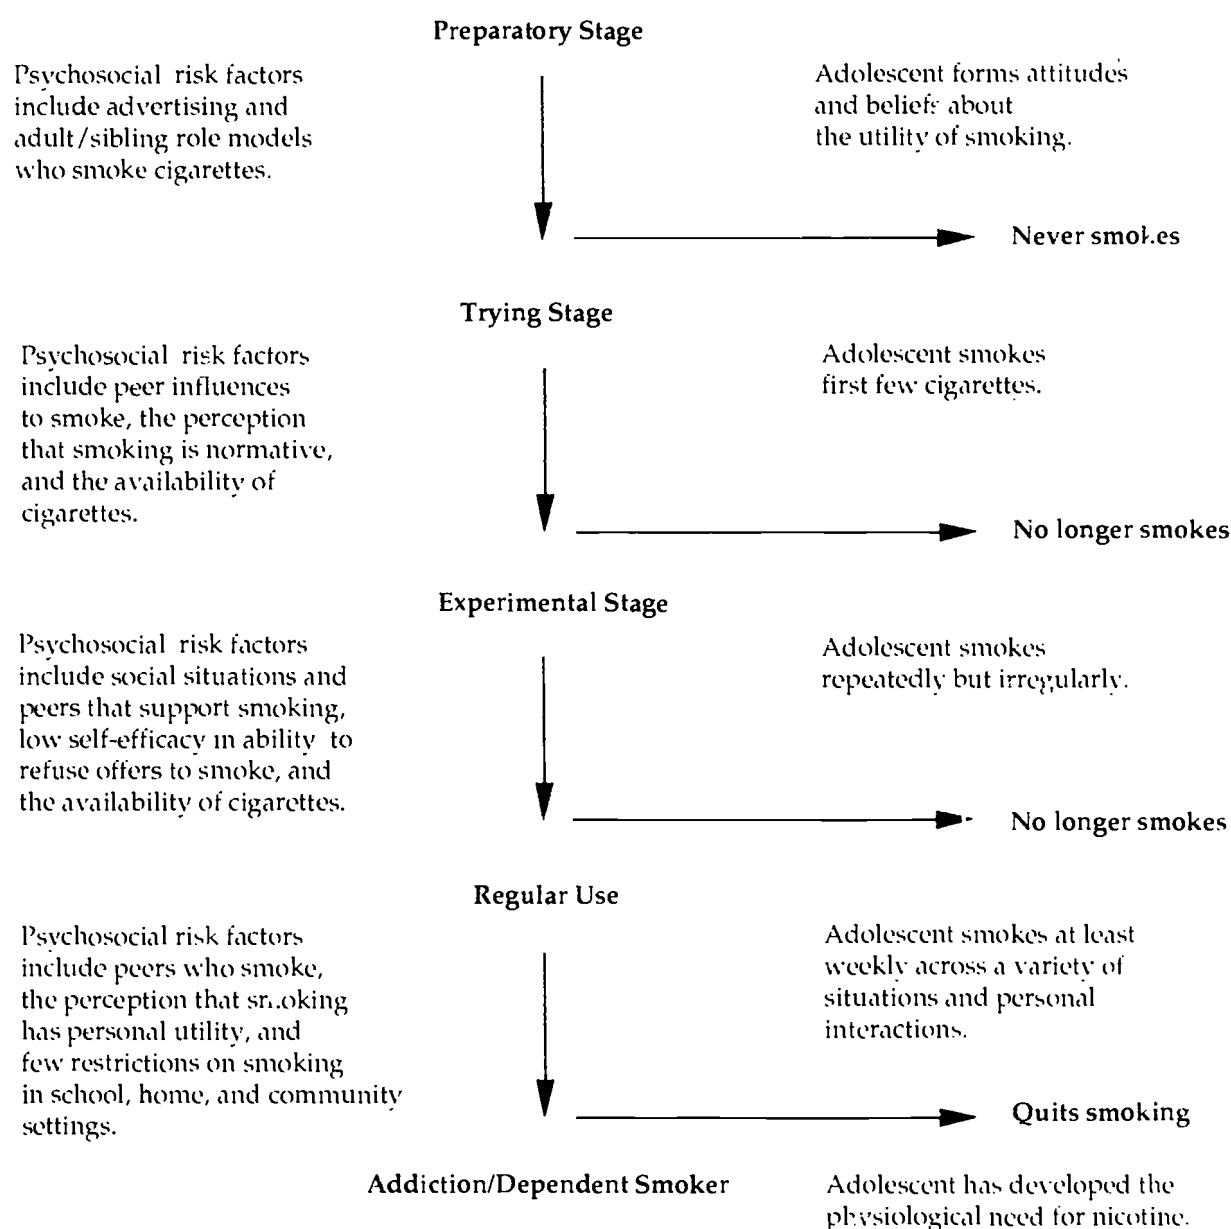 Preparatory Stage
Psychosocial risk factors
include advertising and
adult/sibling role models
who smoke cigarettes.
Adolescent forms attitudes
and beliefs about
the utility of smoking.
Never smokes
Trying Stage
Psychosocial risk factors
include peer influences
to smoke, the perception
that smoking is normative,
and the availability of
cigarettes.
Adolescent smokes
first few cigarettes.
No longer smokes
Experimental Stage
Psychosocial risk factors
include social situations and
peers that support smoking,
low self-efficacy in ability to
refuse offers to smoke, and
the availability of cigarettes.
Adolescent smokes
repeatedly but irregularly.
No longer smokes
Regular Use
Psychosocial risk factors
include peers who smoke,
the perception that smoking
has personal utility, and
few restrictions on smoking
in school, home, and community
settings.
Adolescent smokes at least
weekly across a variety of
situations and personal
interactions.
Quits smoking
Addiction/Dependent Smoker
Adolescent has developed the
physiological need for nicotine.